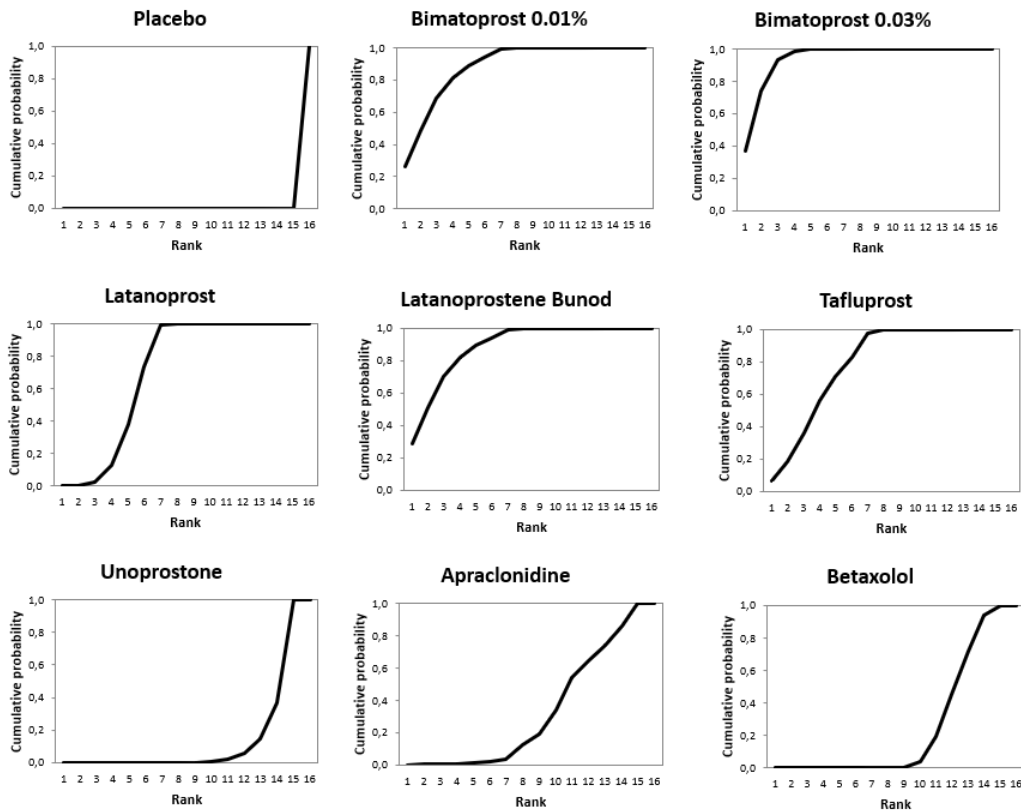 Placebo
Bimatoprost 0.01%
Bimatoprost 0.03%
Cumulative probability
1,0
0,8
0,6
0,4
0,2
0,0
1 2 3 4 5 6 7 8 9 10 11 12 13 14 15 16
Rank
Cumulative probability
1,0
0,8
0,6
0,4
0,2
0,0
1 2 3 4 5 6 7 8 9 10 11 12 13 14 15 16
Rank
Cumulative probability
1,0
0,8
0,6
0,4
0,2
0,0
1 2 3 4 5 6 7 8 9 10 11 12 13 14 15 16
Rank
Latanoprost
Latanoprostene Bunod
Tafluprost
Cumulative probability
1,0
0,8
0,6
0,4
0,2
0,0
1 2 3 4 5 6 7 8 9 10 11 12 13 14 15 16
Rank
Cumulative probability
1,0
0,8
0,6
0,4
0,2
0,0
1 2 3 4 5 6 7 8 9 10 11 12 13 14 15 16
Rank
Cumulative probability
1,0
0,8
0,6
0,4
0,2
0,0
1 2 3 4 5 6 7 8 9 10 11 12 13 14 15 16
Rank
Unoprostone
Apraclonidine
Betaxolol
Cumulative probability
1,0
0,8
0,6
0,4
0,2
0,0
1 2 3 4 5 6 7 8 9 10 11 12 13 14 15 16
Rank
Cumulative probability
1,0
0,8
0,6
0,4
0,2
0,0
1 2 3 4 5 6 7 8 9 10 11 12 13 14 15 16
Rank
Cumulative probability
1,0
0,8
0,6
0,4
0,2
0,0
1 2 3 4 5 6 7 8 9 10 11 12 13 14 15 16
Rank